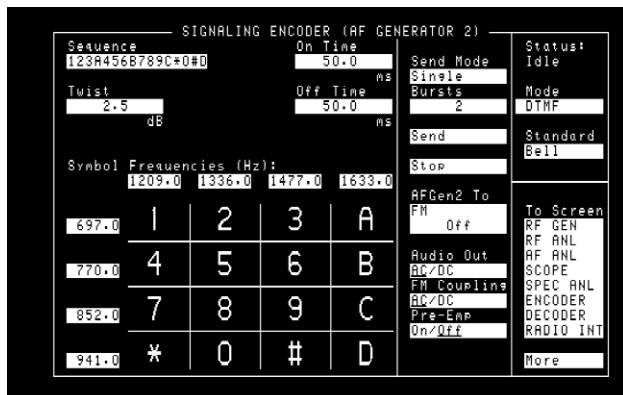 SIGNALING ENCODER (AF GENERATOR 2)
Sequence
123A456B789C*0#D
On Time
50.0
ms
Twist
2.5
dB
Off Time
50.0
ms
Symbol Frequencies (Hz):
1209.0 1336.0 1477.0 1633.0
697.0 1 2 3 A
770.0 4 5 6 B
852.0 7 8 9 C
941.0 * 0 # D
Send Mode
Single
Bursts
2
Send
Stop
AFGen2 To
FM
Off
Audio Out
AC/DC
FM Coupling
AC/DC
Pre-Emp
On/Off
Status:
Idle
Mode
DTMF
Standard
Bell
To Screen
RF GEN
RF ANL
AF ANL
SCOPE
SPEC ANL
ENCODER
DECODER
RADIO INT
More